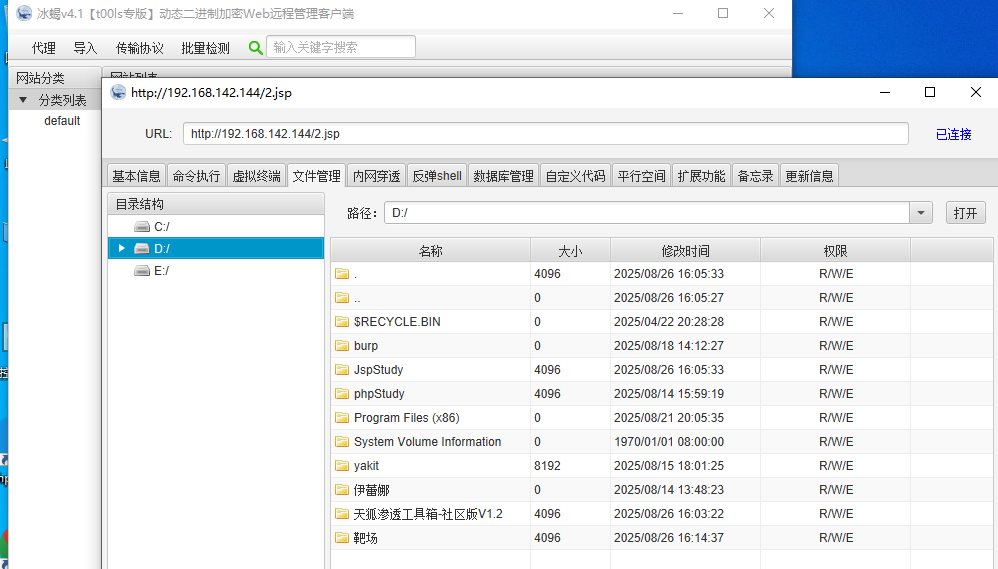 冰蝎v4.1【t00ls专版】动态二进制加密Web远程管理客户端
代理 导入 传输协议 批量检测 输入关键字搜索
网站分类 网站列表
分类列表
default
http://192.168.142.144/2.jsp
URL: http://192.168.142.144/2.jsp 已连接
基本信息 命令执行 虚拟终端 文件管理 内网穿透 反弹shell 数据库管理 自定义代码 平行空间 扩展功能 备忘录 更新信息
目录结构
C:/
D:/
E:/
路径: D:/ 打开
名称 大小 修改时间 权限
. 4096 2025/08/26 16:05:33 R/W/E
.. 0 2025/08/26 16:05:27 R/W/E
$RECYCLE.BIN 0 2025/04/22 20:28:28 R/W/E
burp 0 2025/08/18 14:12:27 R/W/E
JspStudy 4096 2025/08/26 16:05:33 R/W/E
phpStudy 4096 2025/08/14 15:59:19 R/W/E
Program Files (x86) 0 2025/08/21 20:05:35 R/W/E
System Volume Information 0 1970/01/01 08:00:00 R/W/E
yakit 8192 2025/08/15 18:01:25 R/W/E
伊蕾娜 0 2025/08/14 13:48:23 R/W/E
天狐渗透工具箱-社区版V1.2 4096 2025/08/26 16:03:22 R/W/E
靶场 4096 2025/08/26 16:14:37 R/W/E